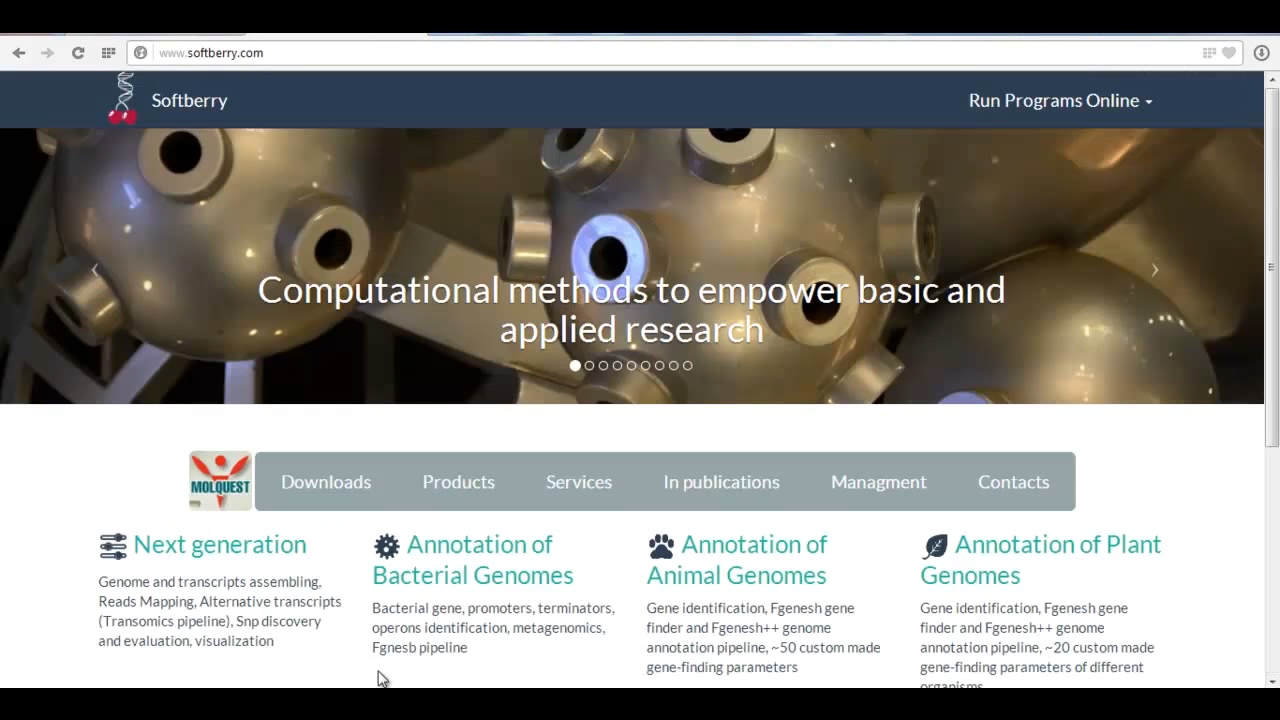 www.softberry.com
Softberry
Run Programs Online
Computational methods to empower basic and
applied research
MOLQUEST
Downloads
Products
Services
In publications
Managment
Contacts
Next generation
Genome and transcripts assembling,
Reads Mapping, Alternative transcripts
(Transomics pipeline), Snp discovery
and evaluation, visualization
Annotation of
Bacterial Genomes
Bacterial gene, promoters, terminators,
operons identification, metagenomics,
Fgnesb pipeline
Annotation of
Animal Genomes
Gene identification, Fgenesh gene
finder and Fgenesh++ genome
annotation pipeline, ~50 custom made
gene-finding parameters
Annotation of Plant
Genomes
Gene identification, Fgenesh gene
finder and Fgenesh++ genome
annotation pipeline, ~20 custom made
gene-finding parameters of different
organisms